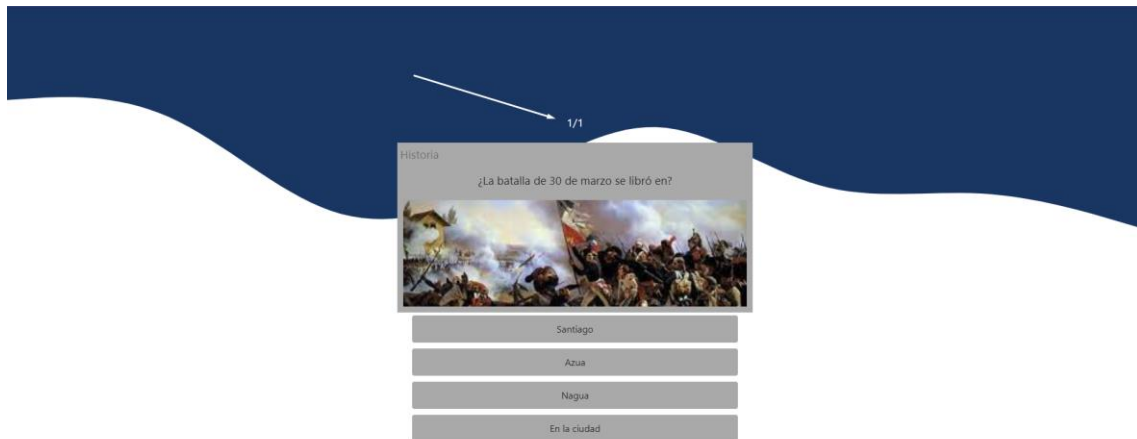 1/1
Historia
¿La batalla de 30 de marzo se libró en?
Santiago
Azua
Nagua
En la ciudad